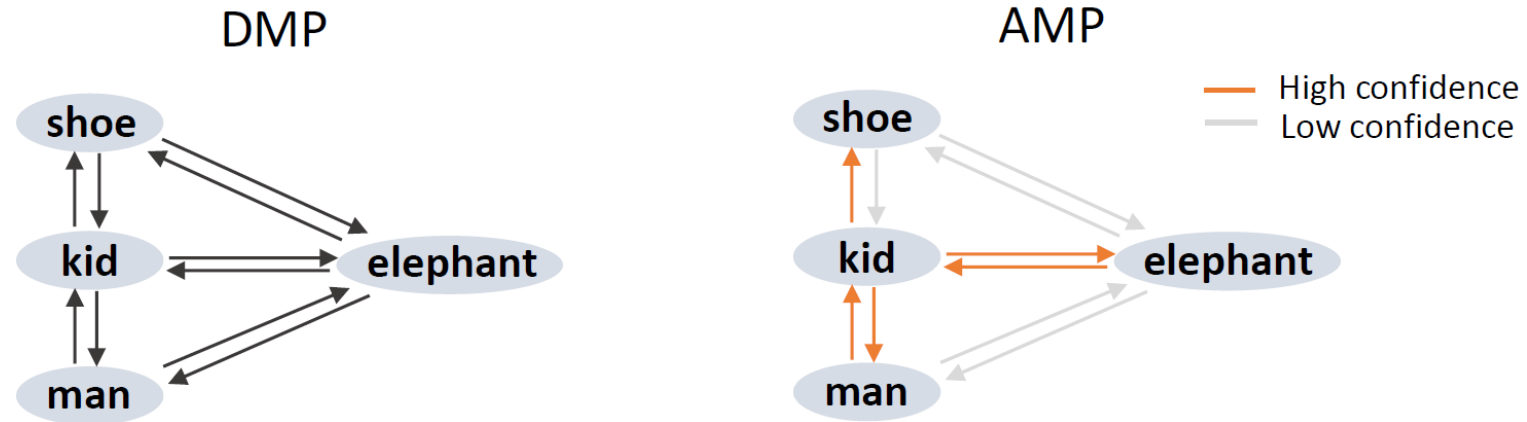 DMP
shoe
kid
elephant
man
AMP
High confidence
Low confidence
shoe
kid
elephant
man